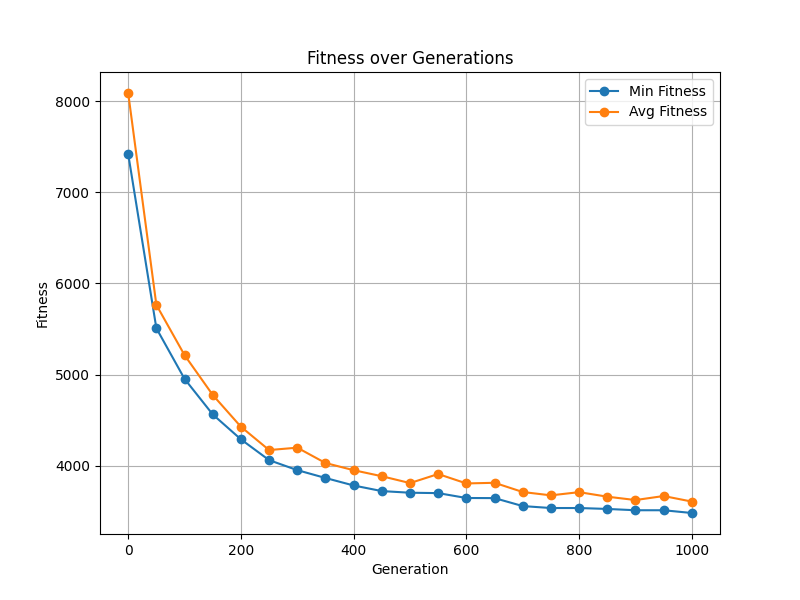 Fitness over Generations
Min Fitness
Avg Fitness
8000
7000
6000
5000
4000
Fitness
0 200 400 600 800 1000
Generation